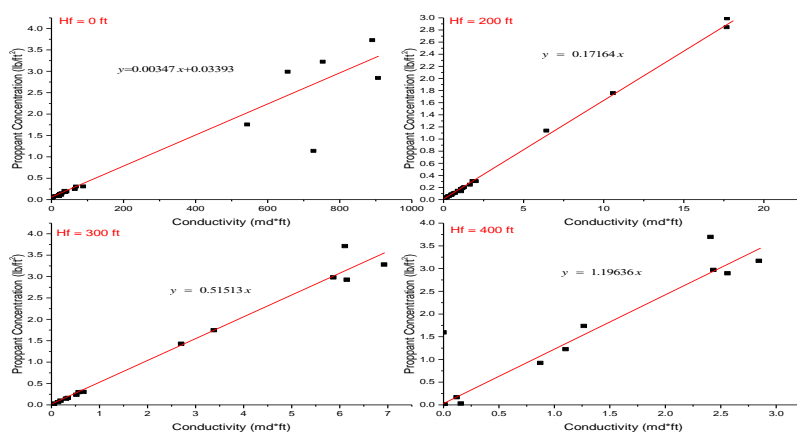 Hf = 0 ft
y=0.00347x+0.03393
Proppant Concentration (lb/ft²)
4.0
3.5
3.0
2.5
2.0
1.5
1.0
0.5
0.0
0 200 400 600 800 1000
Conductivity (md*ft)
Hf = 200 ft
y = 0.17164x
Proppant Concentration (lb/ft²)
3.0
2.8
2.6
2.4
2.2
2.0
1.8
1.6
1.4
1.2
1.0
0.8
0.6
0.4
0.2
0.0
0 5 10 15 20
Conductivity (md*ft)
Hf = 300 ft
y = 0.51513x
Proppant Concentration (lb/ft²)
4.0
3.5
3.0
2.5
2.0
1.5
1.0
0.5
0.0
0 1 2 3 4 5 6 7
Conductivity (md*ft)
Hf = 400 ft
y = 1.19636x
Proppant Concentration (lb/ft²)
4.0
3.5
3.0
2.5
2.0
1.5
1.0
0.5
0.0
0.0 0.5 1.0 1.5 2.0 2.5 3.0
Conductivity (md*ft)